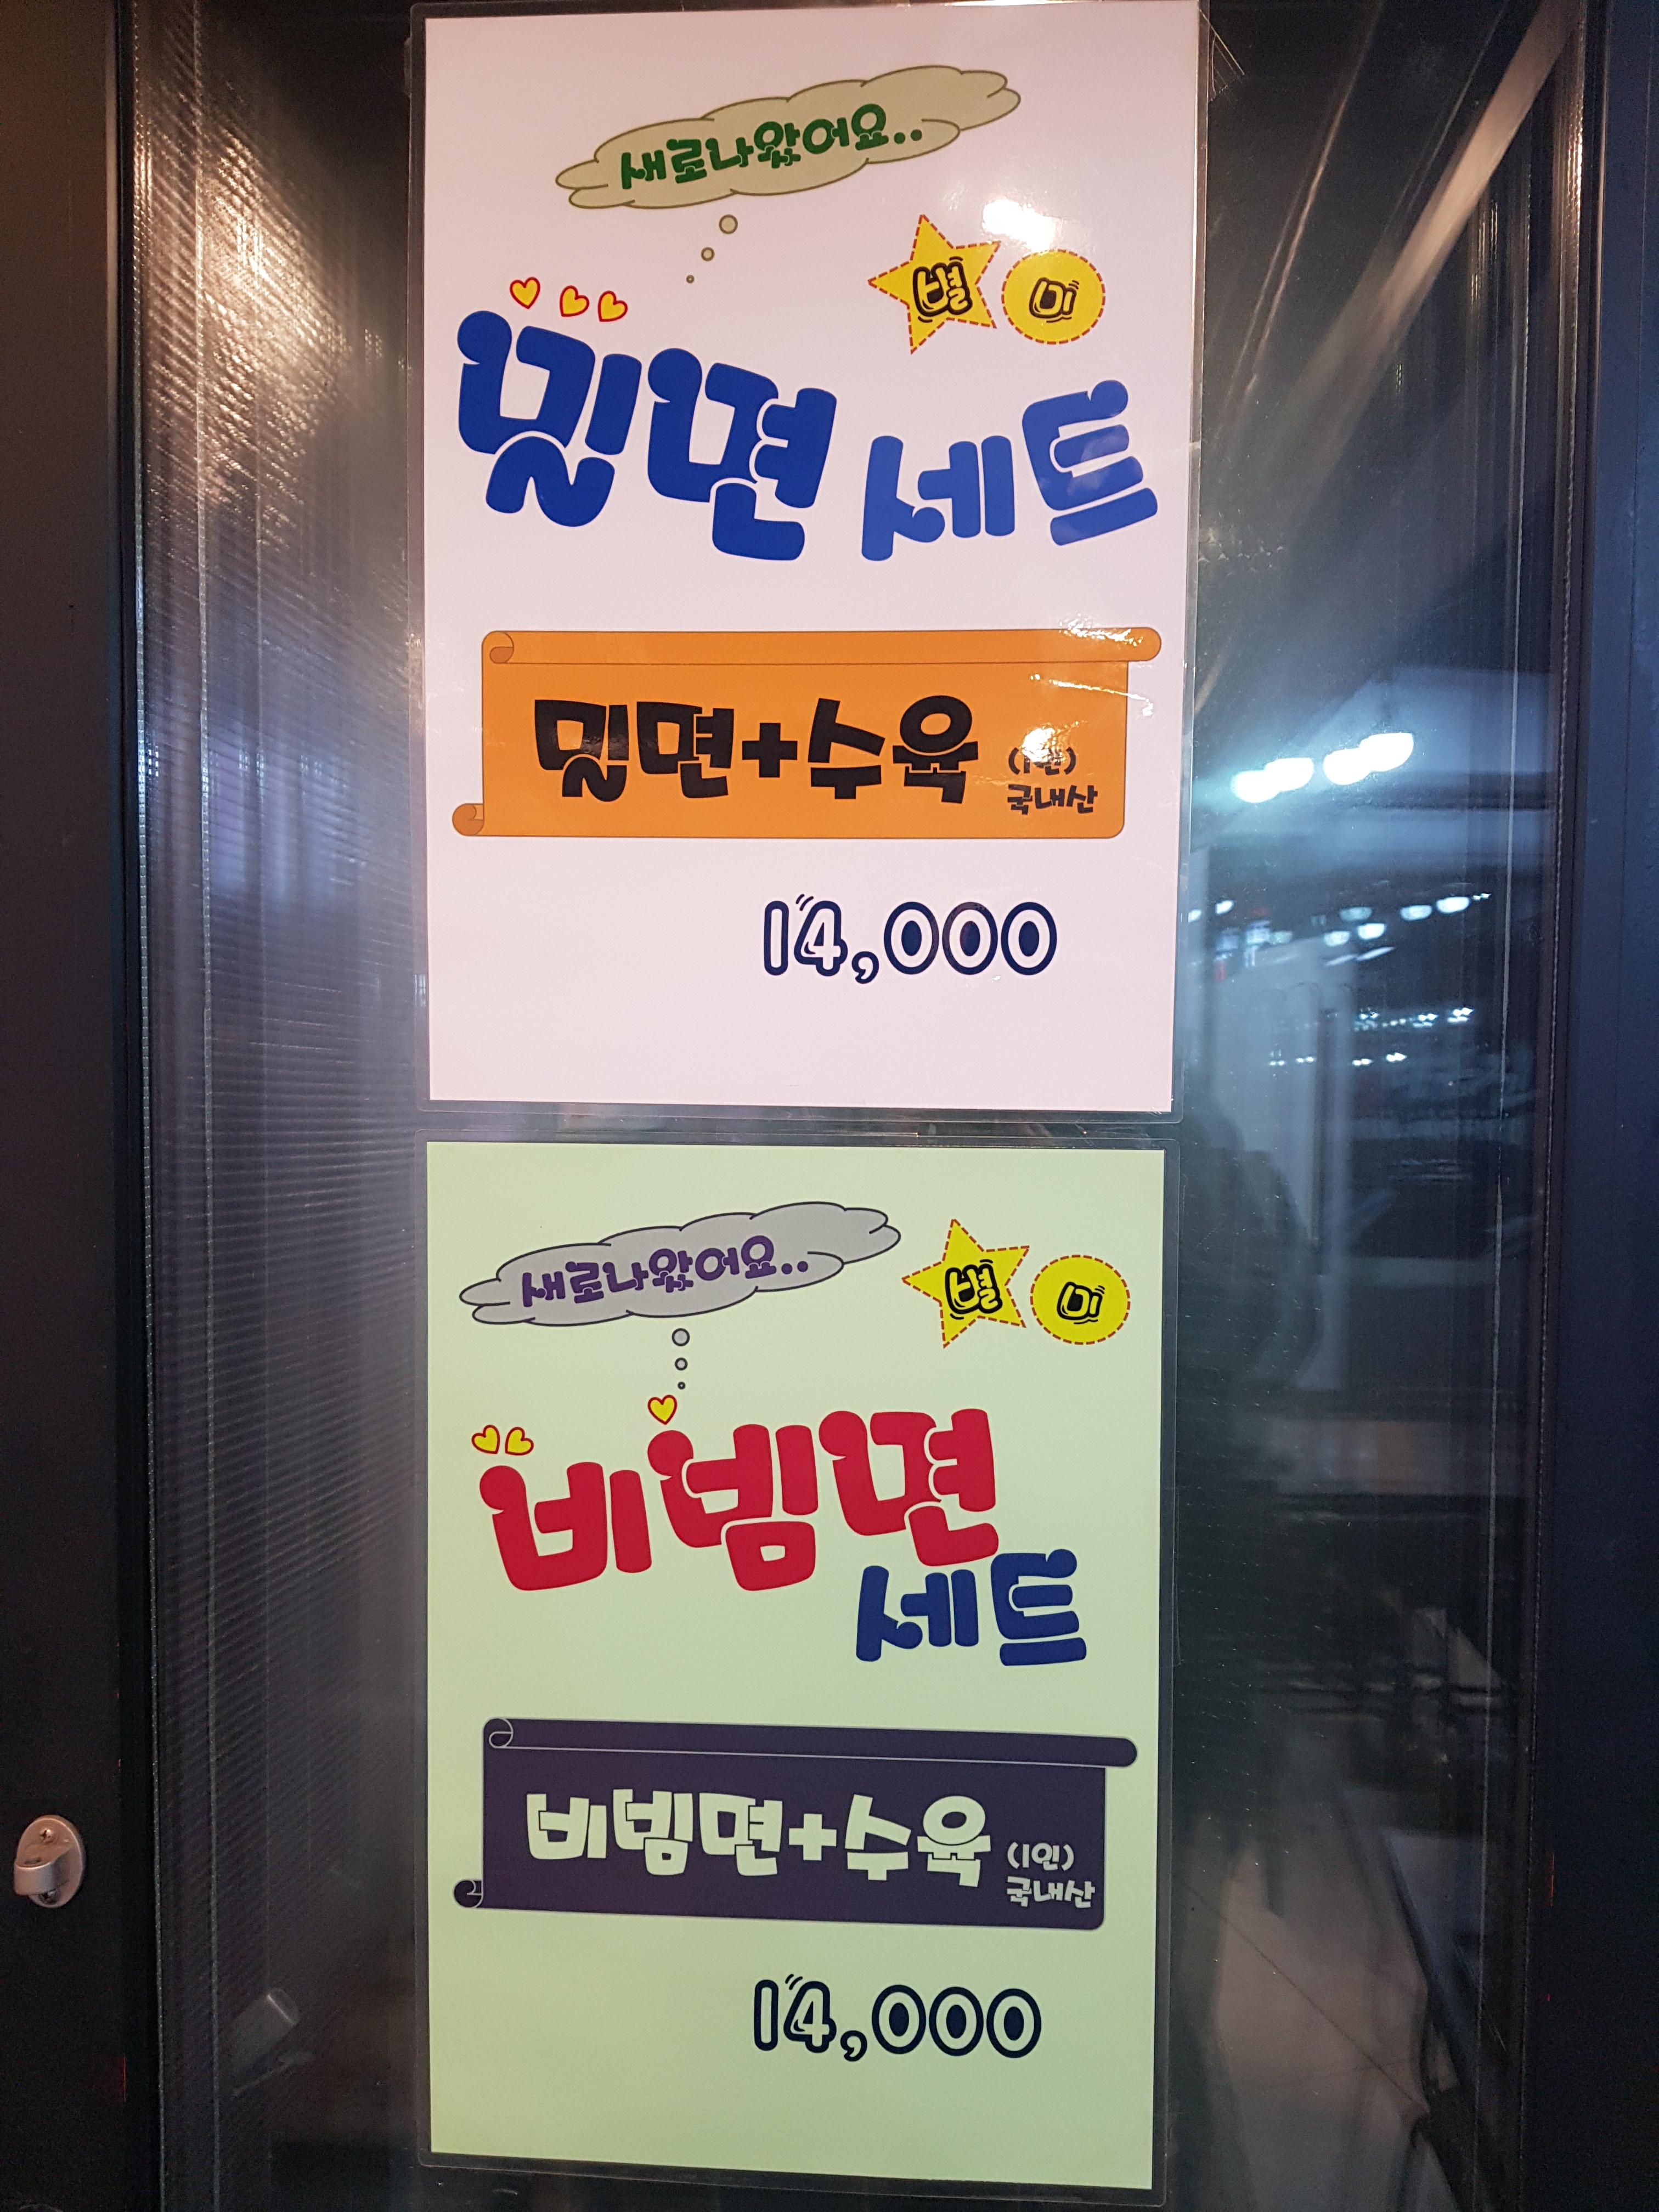 새로나왔어요..
별미
밀면 세트
밀면+수육 (1인)
국내산
14,000
새로나왔어요..
별미
비빔면
세트
비빔면+수육 (1인)
국내산
14,000